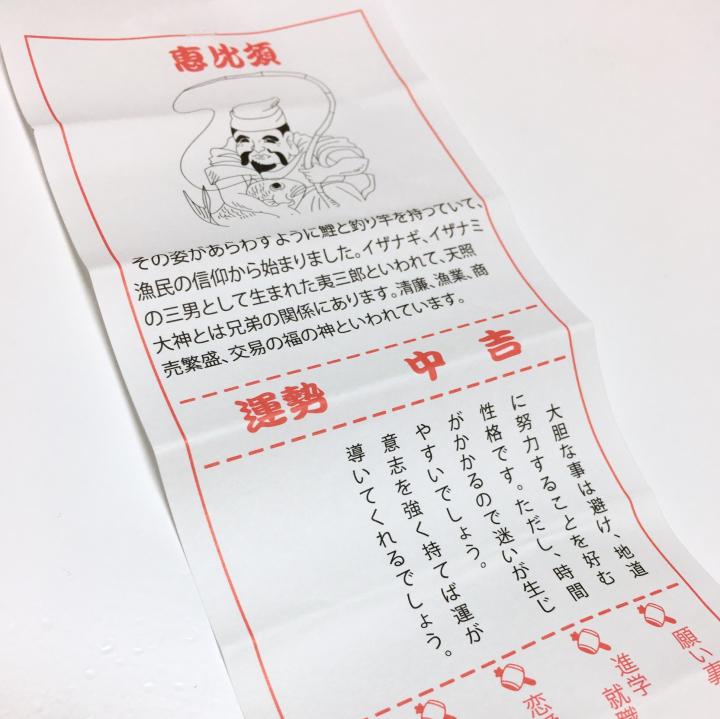 恵比須
その姿があらわすように鯉と釣り竿を持っていて、
漁民の信仰から始まりました。イザナギ、イザナミ
の三男として生まれた夷三郎といわれて、天照
大神とは兄弟の関係にあります。清廉、漁業、商
売繁盛、交易の福の神といわれています。
運勢 中吉
大胆な事は避け、地道
に努力することを好む
性格です。ただし、時間
がかかるので迷いが生じ
やすいでしょう。
意志を強く持てば運が
導いてくれるでしょう。
願い事
進学
就職